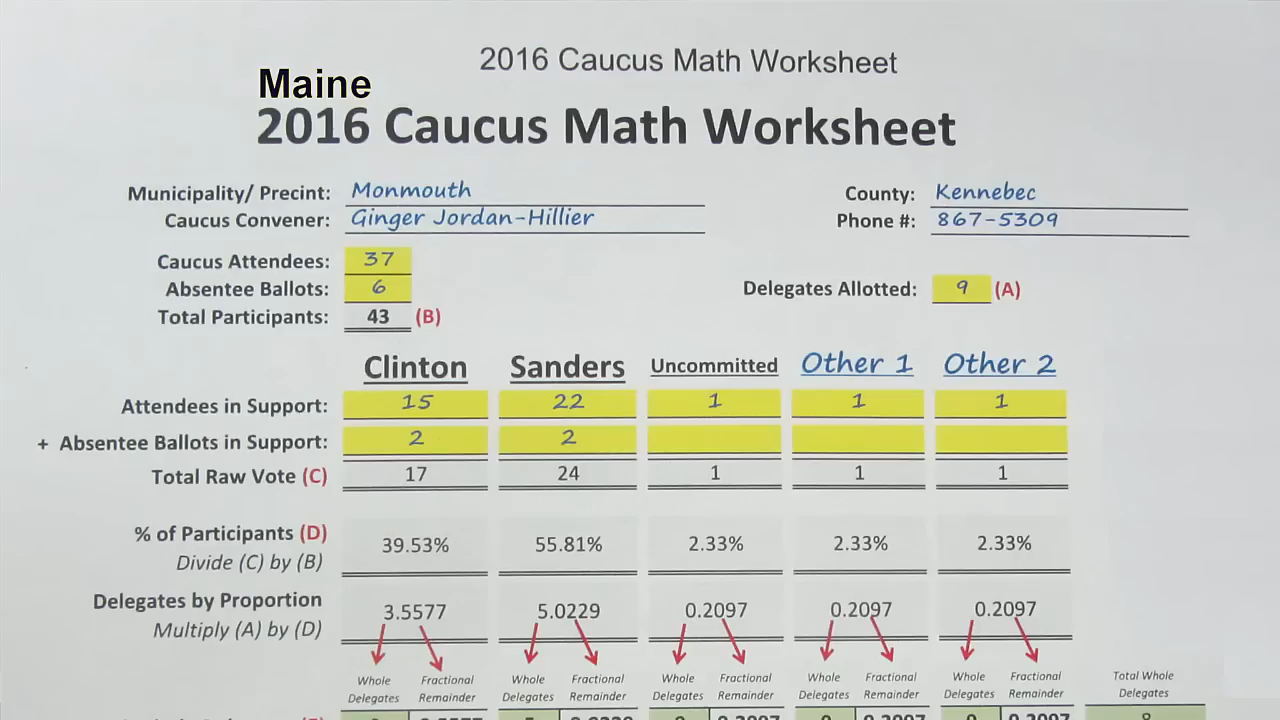 2016 Caucus Math Worksheet
Maine
2016 Caucus Math Worksheet
Municipality/ Precint: Monmouth County: Kennebec
Caucus Convener: Ginger Jordan-Hillier Phone #: 867-5309
Caucus Attendees: 37
Absentee Ballots: 6 Delegates Allotted: 9 (A)
Total Participants: 43 (B)
Clinton Sanders Uncommitted Other 1 Other 2
Attendees in Support: 15 22 1 1 1
+ Absentee Ballots in Support: 2 2
Total Raw Vote (C) 17 24 1 1 1
% of Participants (D) 39.53% 55.81% 2.33% 2.33% 2.33%
Divide (C) by (B)
Delegates by Proportion 3.5577 5.0229 0.2097 0.2097 0.2097
Multiply (A) by (D)
Whole Fractional Whole Fractional Whole Fractional Whole Fractional Whole Fractional Total Whole
Delegates Remainder Delegates Remainder Delegates Remainder Delegates Remainder Delegates Remainder Delegates